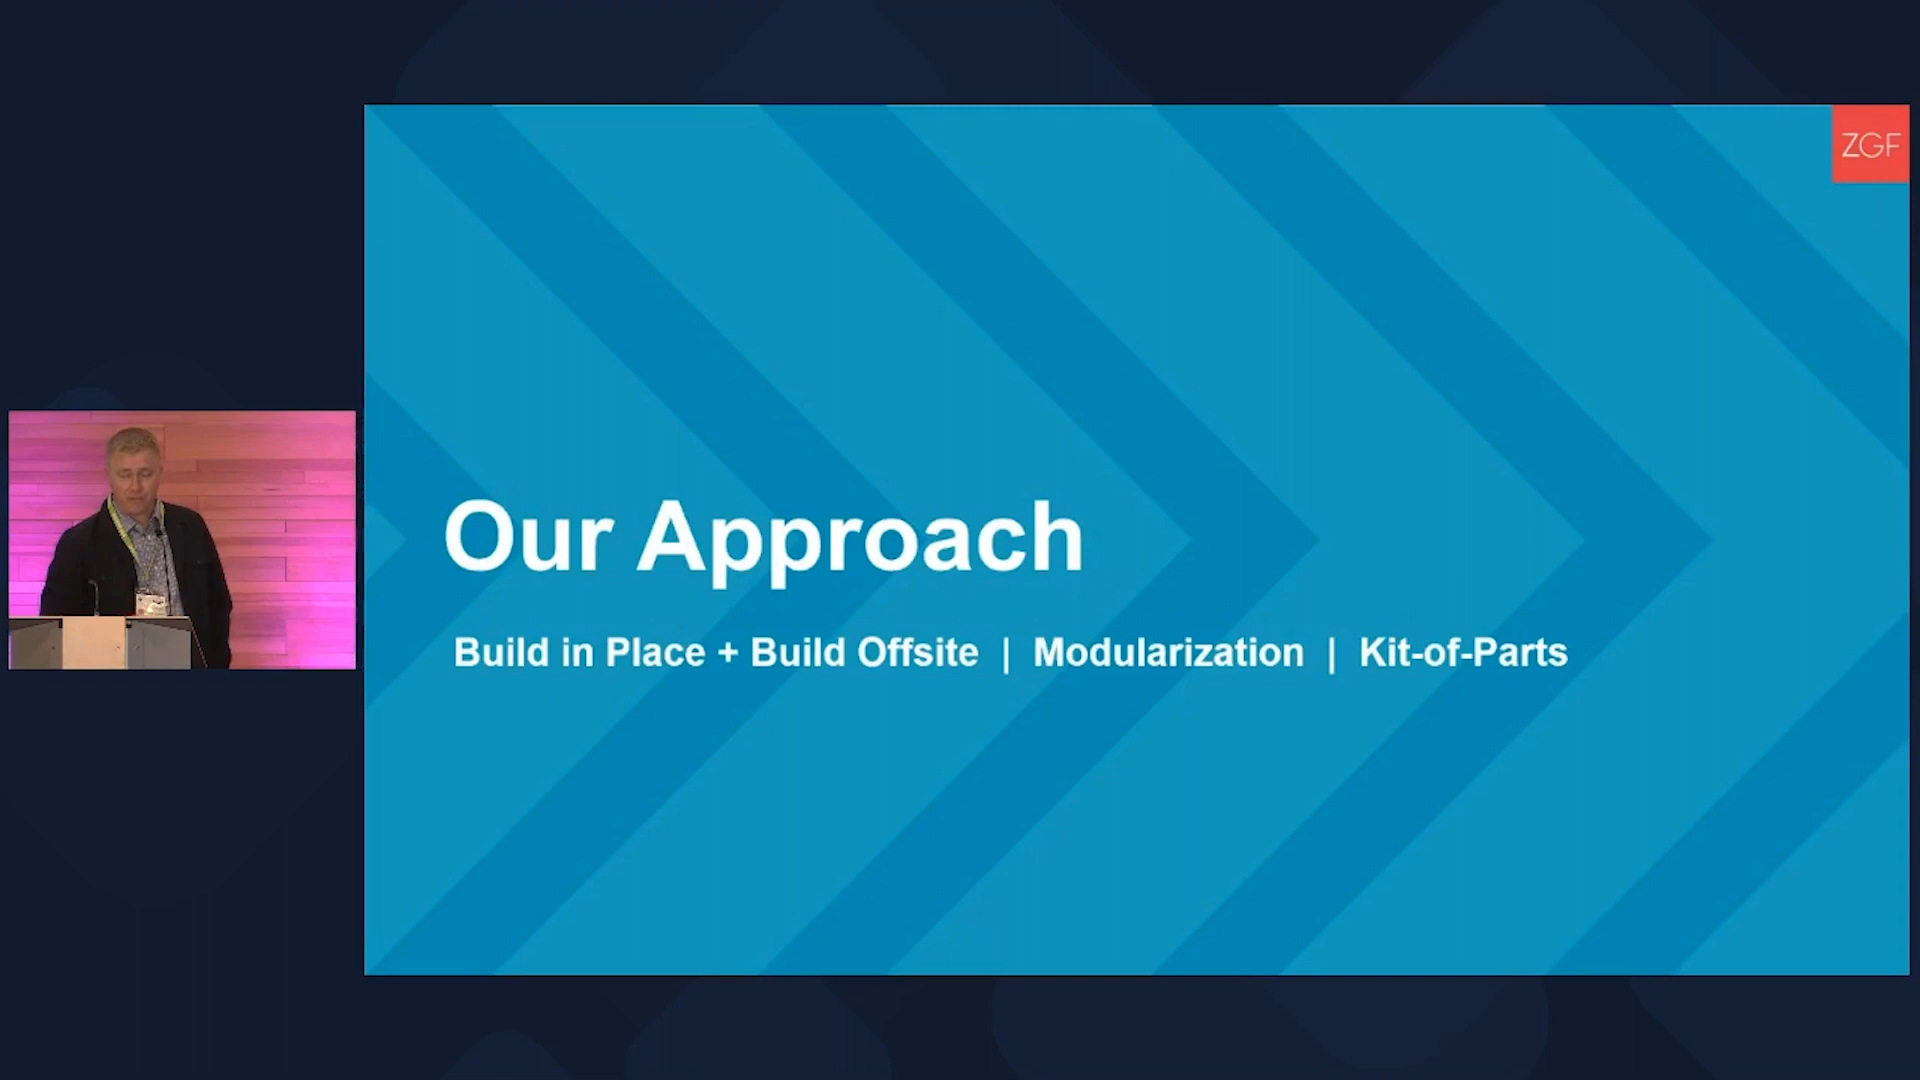 ZGF
Our Approach
Build in Place + Build Offsite | Modularization | Kit-of-Parts